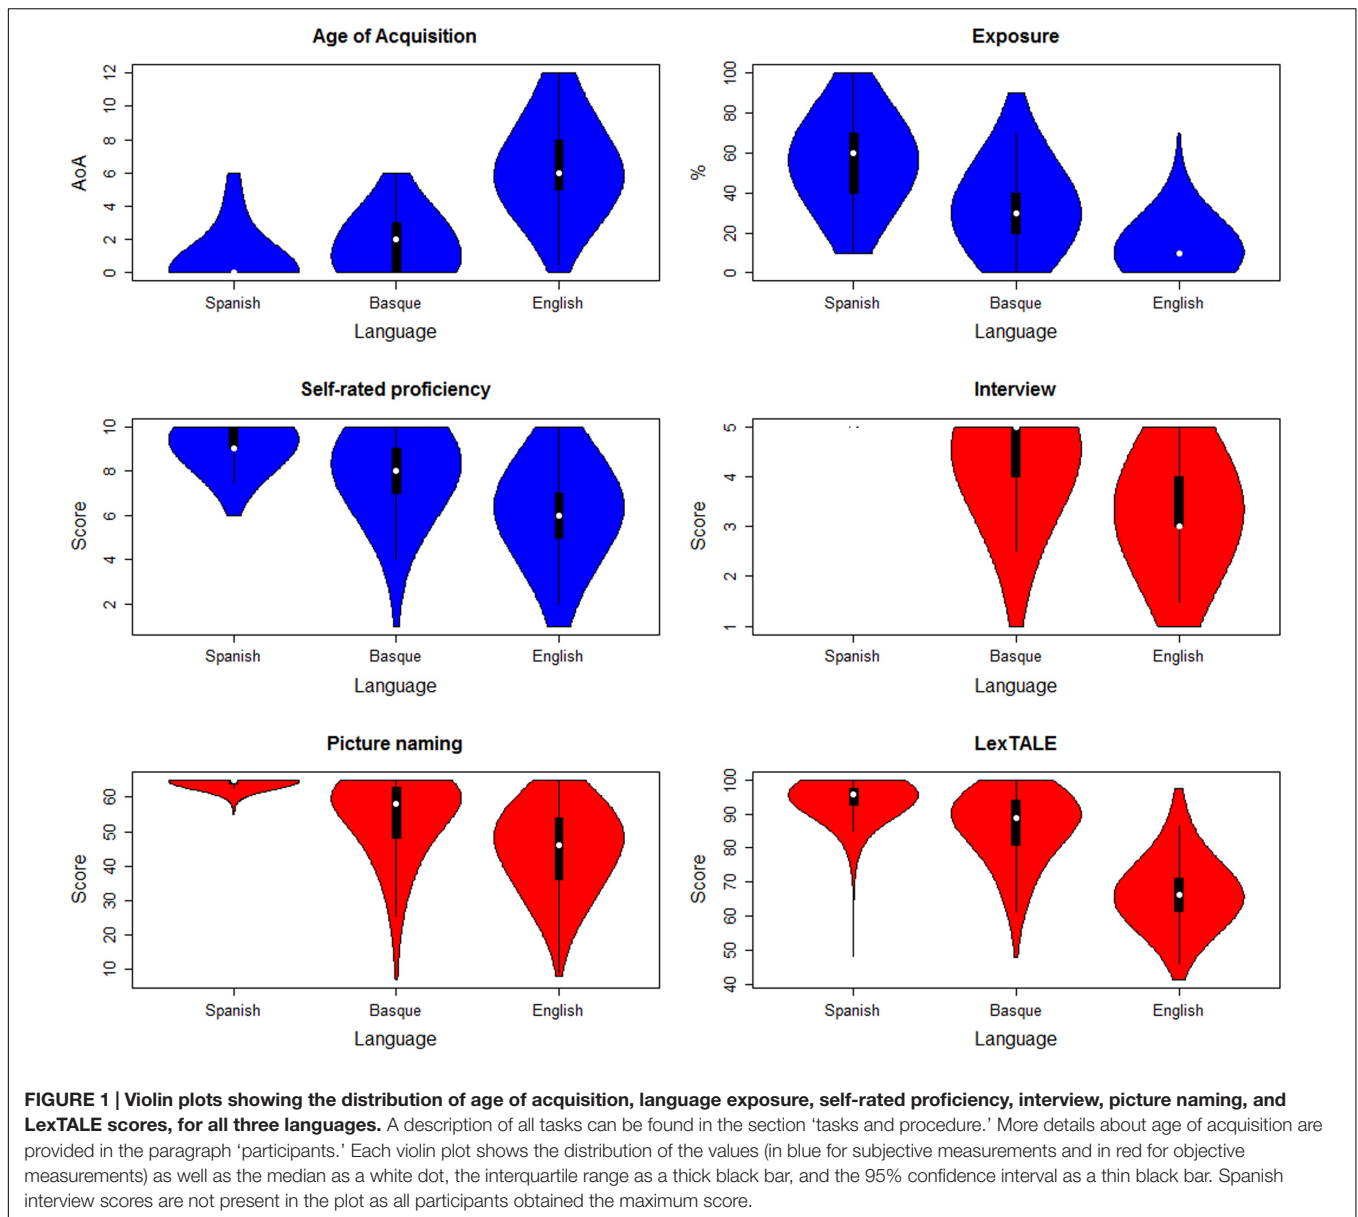 Age of Acquisition
AoA
12
10
8
6
4
2
0
Spanish
Basque
English
Language
Exposure
%
100
80
60
40
20
0
Spanish
Basque
English
Language
Self-rated proficiency
Score
10
8
6
4
2
Spanish
Basque
English
Language
Interview
Score
5
4
3
2
1
Spanish
Basque
English
Language
Picture naming
Score
60
50
40
30
20
10
Spanish
Basque
English
Language
LexTALE
Score
100
90
80
70
60
50
40
Spanish
Basque
English
Language
FIGURE 1 | Violin plots showing the distribution of age of acquisition, language exposure, self-rated proficiency, interview, picture naming, and
LexTALE scores, for all three languages. A description of all tasks can be found in the section ‘tasks and procedure.’ More details about age of acquisition are
provided in the paragraph ‘participants.’ Each violin plot shows the distribution of the values (in blue for subjective measurements and in red for objective
measurements) as well as the median as a white dot, the interquartile range as a thick black bar, and the 95% confidence interval as a thin black bar. Spanish
interview scores are not present in the plot as all participants obtained the maximum score.